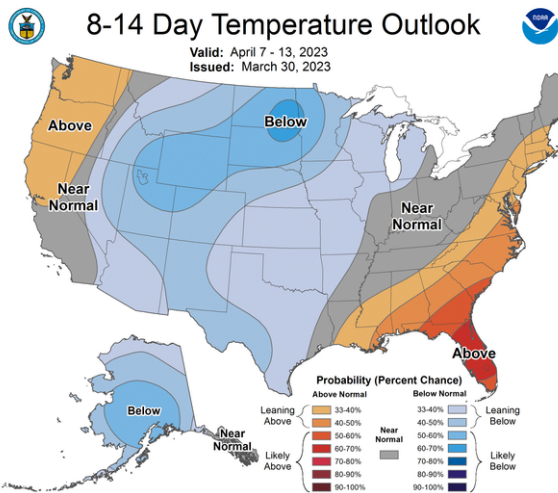 8-14 Day Temperature Outlook
NOAA
Valid: April 7 - 13, 2023
Issued: March 30, 2023
Above
Below
Near
Normal
Near
Normal
Above
Below
Near
Normal
Probability (Percent Chance)
Above Normal
Below Normal
Leaning
Above
33-40%
40-50%
Likely
Above
50-60%
60-70%
70-80%
80-90%
90-100%
Near
Normal
33-40%
40-50%
Leaning
Below
50-60%
60-70%
70-80%
80-90%
90-100%
Likely
Below